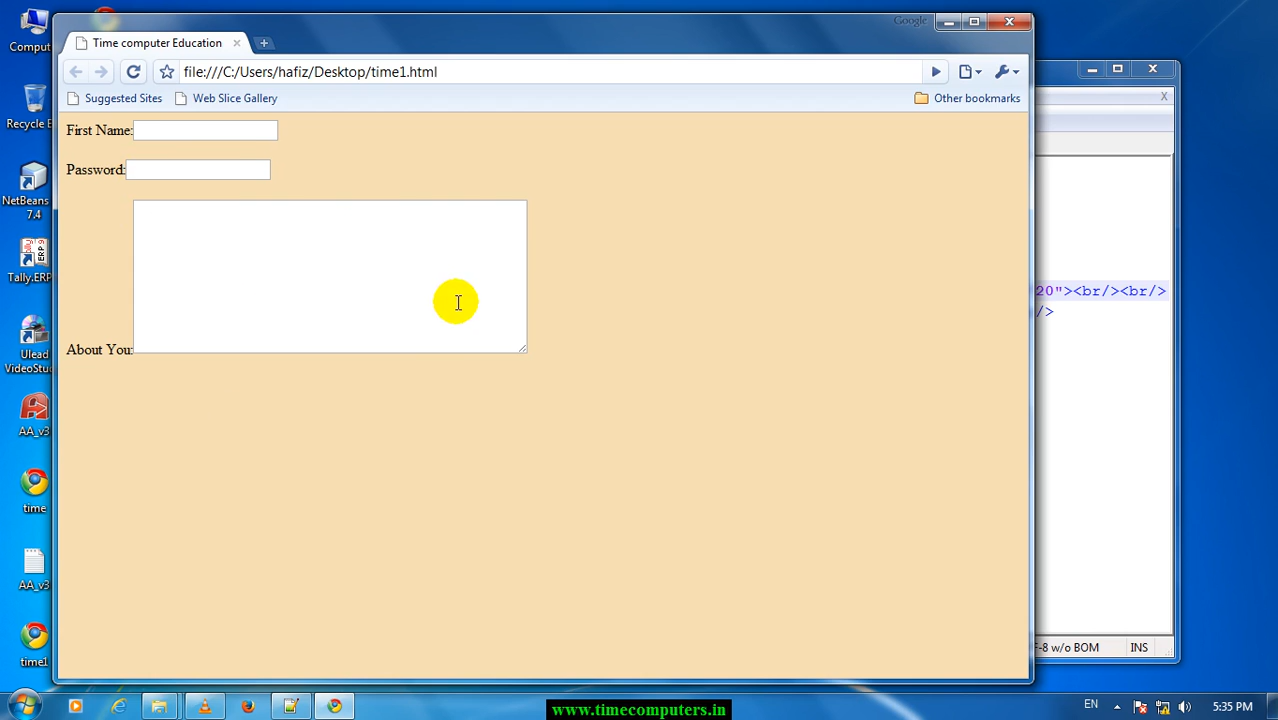 Google
Time computer Education
file:///C:/Users/hafiz/Desktop/time1.html
Suggested Sites
Web Slice Gallery
Other bookmarks
First Name:
Password:
About You:
20"><br/><br/>
/>
F-8 w/o BOM
INS
Comput
Recycle B
NetBeans
7.4
Tally.ERP
Ulead
VideoStu
AA_v3
time
AA_v3
time1
EN
5:35 PM
www.timecomputers.in